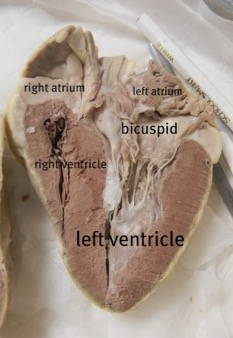 right atrium
left atrium
bicuspid
right ventricle
left ventricle